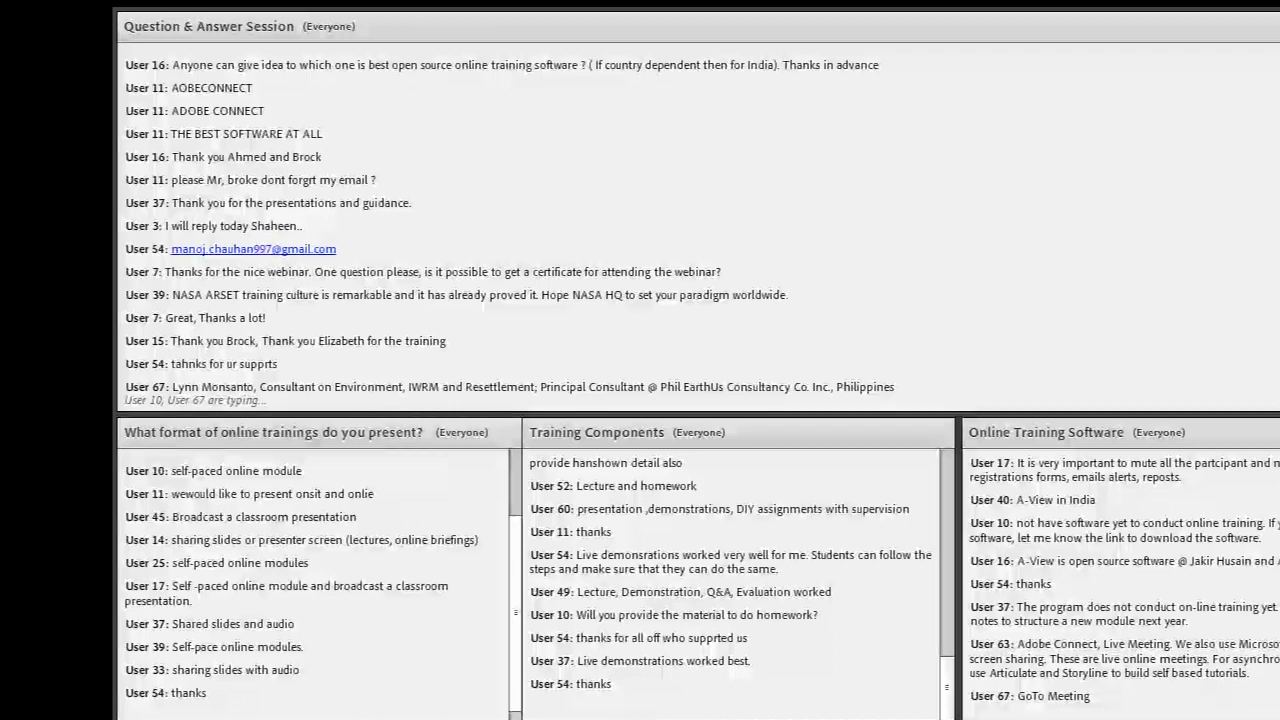 Question & Answer Session (Everyone)
User 16: Anyone can give idea to which one is best open source online training software ? ( If country dependent then for India). Thanks in advance
User 11: AOBECONNECT
User 11: ADOBE CONNECT
User 11: THE BEST SOFTWARE AT ALL
User 16: Thank you Ahmed and Brock
User 11: please Mr, broke dont forgrt my email ?
User 37: Thank you for the presentations and guidance.
User 3: I will reply today Shaheen..
User 54: manoj.chauhan997@gmail.com
User 7: Thanks for the nice webinar. One question please, is it possible to get a certificate for attending the webinar?
User 39: NASA ARSET training culture is remarkable and it has already proved it. Hope NASA HQ to set your paradigm worldwide.
User 7: Great, Thanks a lot!
User 15: Thank you Brock, Thank you Elizabeth for the training
User 54: tahnks for ur supprts
User 67: Lynn Monsanto, Consultant on Environment, IWRM and Resettlement; Principal Consultant @ Phil EarthUs Consultancy Co. Inc., Philippines
User 10, User 67 are typing...
What format of online trainings do you present? (Everyone)
User 10: self-paced online module
User 11: wewould like to present onsit and onlie
User 45: Broadcast a classroom presentation
User 14: sharing slides or presenter screen (lectures, online briefings)
User 25: self-paced online modules
User 17: Self -paced online module and broadcast a classroom
presentation.
User 37: Shared slides and audio
User 39: Self-pace online modules.
User 33: sharing slides with audio
User 54: thanks
Training Components (Everyone)
provide hanshown detail also
User 52: Lecture and homework
User 60: presentation ,demonstrations, DIY assignments with supervision
User 11: thanks
User 54: Live demonsrations worked very well for me. Students can follow the
steps and make sure that they can do the same.
User 49: Lecture, Demonstration, Q&A, Evaluation worked
User 10: Will you provide the material to do homework?
User 54: thanks for all off who supprted us
User 37: Live demonstrations worked best.
User 54: thanks
Online Training Software (Everyone)
User 17: It is very important to mute all the partcipant and
registrations forms, emails alerts, reposts.
User 40: A-View in India
User 10: not have software yet to conduct online training. If
software, let me know the link to download the software.
User 16: A-View is open source software @ Jakir Husain and
User 54: thanks
User 37: The program does not conduct on-line training yet.
notes to structure a new module next year.
User 63: Adobe Connect, Live Meeting. We also use
screen sharing. These are live online meetings. For
use Articulate and Storyline to build self based tutorials.
User 67: GoTo Meeting